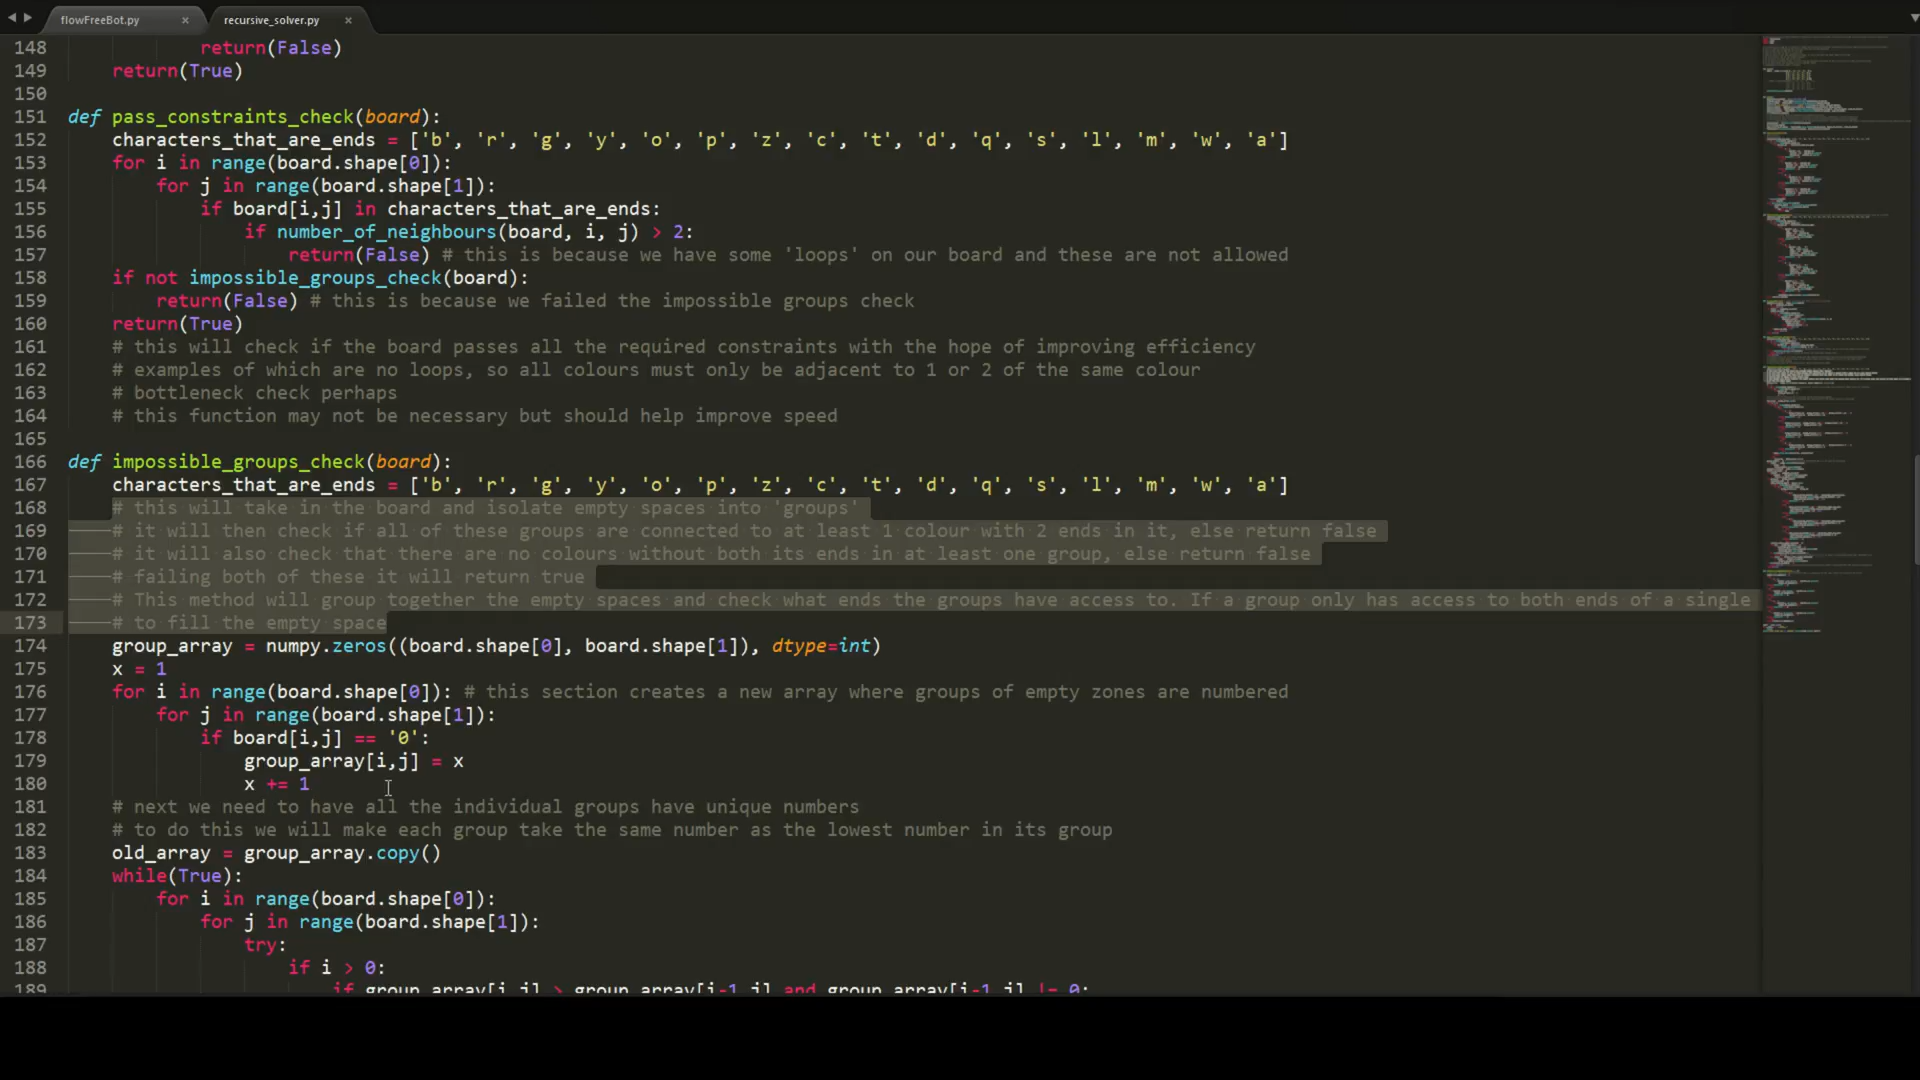 flowFreeBot.py × recursive_solver.py ×
148 return(False)
149 return(True)
150
151 def pass_constraints_check(board):
152 characters_that_are_ends = ['b', 'r', 'g', 'y', 'o', 'p', 'z', 'c', 't', 'd', 'q', 's', 'l', 'm', 'w', 'a']
153 for i in range(board.shape[0]):
154 for j in range(board.shape[1]):
155 if board[i,j] in characters_that_are_ends:
156 if number_of_neighbours(board, i, j) > 2:
157 return(False) # this is because we have some 'loops' on our board and these are not allowed
158 if not impossible_groups_check(board):
159 return(False) # this is because we failed the impossible groups check
160 return(True)
161 # this will check if the board passes all the required constraints with the hope of improving efficiency
162 # examples of which are no loops, so all colours must only be adjacent to 1 or 2 of the same colour
163 # bottleneck check perhaps
164 # this function may not be necessary but should help improve speed
165
166 def impossible_groups_check(board):
167 characters_that_are_ends = ['b', 'r', 'g', 'y', 'o', 'p', 'z', 'c', 't', 'd', 'q', 's', 'l', 'm', 'w', 'a']
168 # this will take in the board and isolate empty spaces into 'groups'
169 # it will then check if all of these groups are connected to at least 1 colour with 2 ends in it, else return false
170 # it will also check that there are no colours without both its ends in at least one group, else return false
171 # failing both of these it will return true
172 # This method will group together the empty spaces and check what ends the groups have access to. If a group only has access to both ends of a single
173 # to fill the empty space
174 group_array = numpy.zeros((board.shape[0], board.shape[1]), dtype=int)
175 x = 1
176 for i in range(board.shape[0]): # this section creates a new array where groups of empty zones are numbered
177 for j in range(board.shape[1]):
178 if board[i,j] == '0':
179 group_array[i,j] = x
180 x += 1
181 # next we need to have all the individual groups have unique numbers
182 # to do this we will make each group take the same number as the lowest number in its group
183 old_array = group_array.copy()
184 while(True):
185 for i in range(board.shape[0]):
186 for j in range(board.shape[1]):
187 try:
188 if i > 0:
189 if group_array[i,j] > group_array[i-1,j] and group_array[i-1,j] != 0: